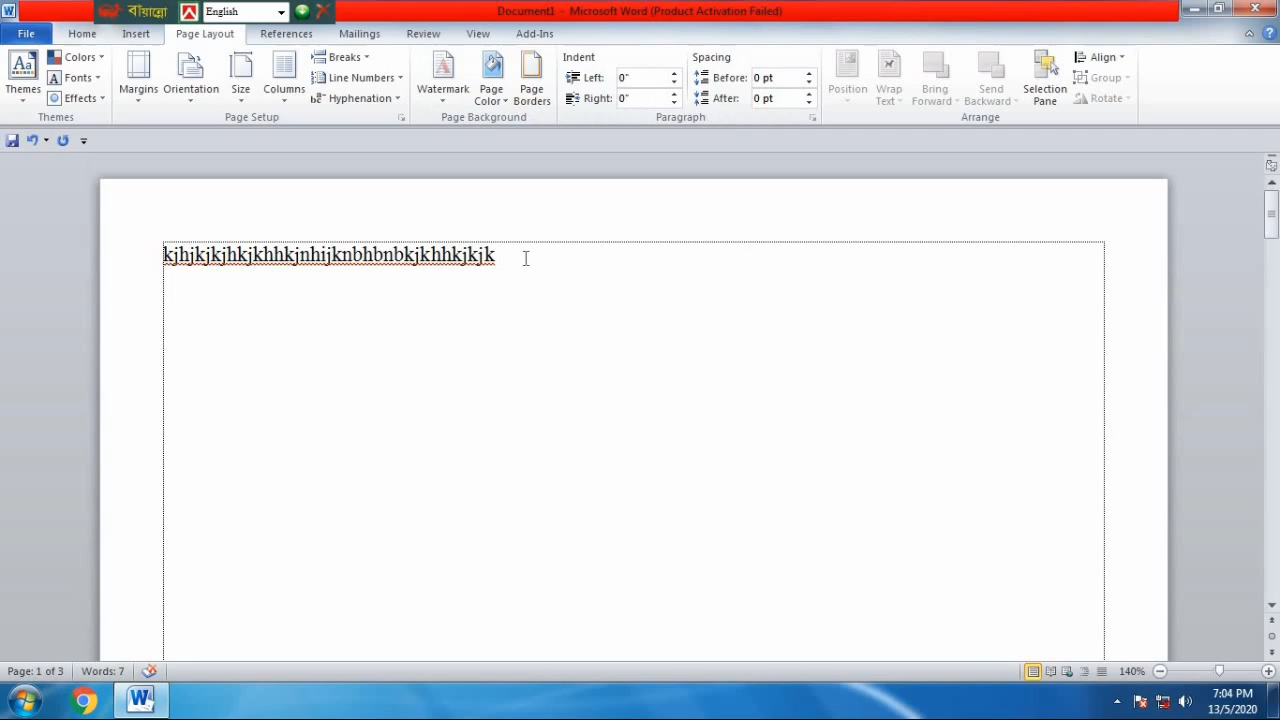 বাঁয়ান্নো English Document1 - Microsoft Word (Product Activation Failed)
File Home Insert Page Layout References Mailings Review View Add-Ins
Colors Breaks Indent Spacing Align
Aa Fonts Line Numbers Left: 0" Before: 0 pt Group
Themes Margins Orientation Size Columns Watermark Page Color Page Borders Position Wrap Text Bring Forward Send Backward Selection Pane
Effects Hyphenation Right: 0" After: 0 pt Rotate
Themes Page Setup Page Background Paragraph Arrange
kjhjkjkjhkjkhhkjnhijknbhbnbkjkhhkjkjk
Page: 1 of 3 Words: 7 140%
7:04 PM
13/5/2020